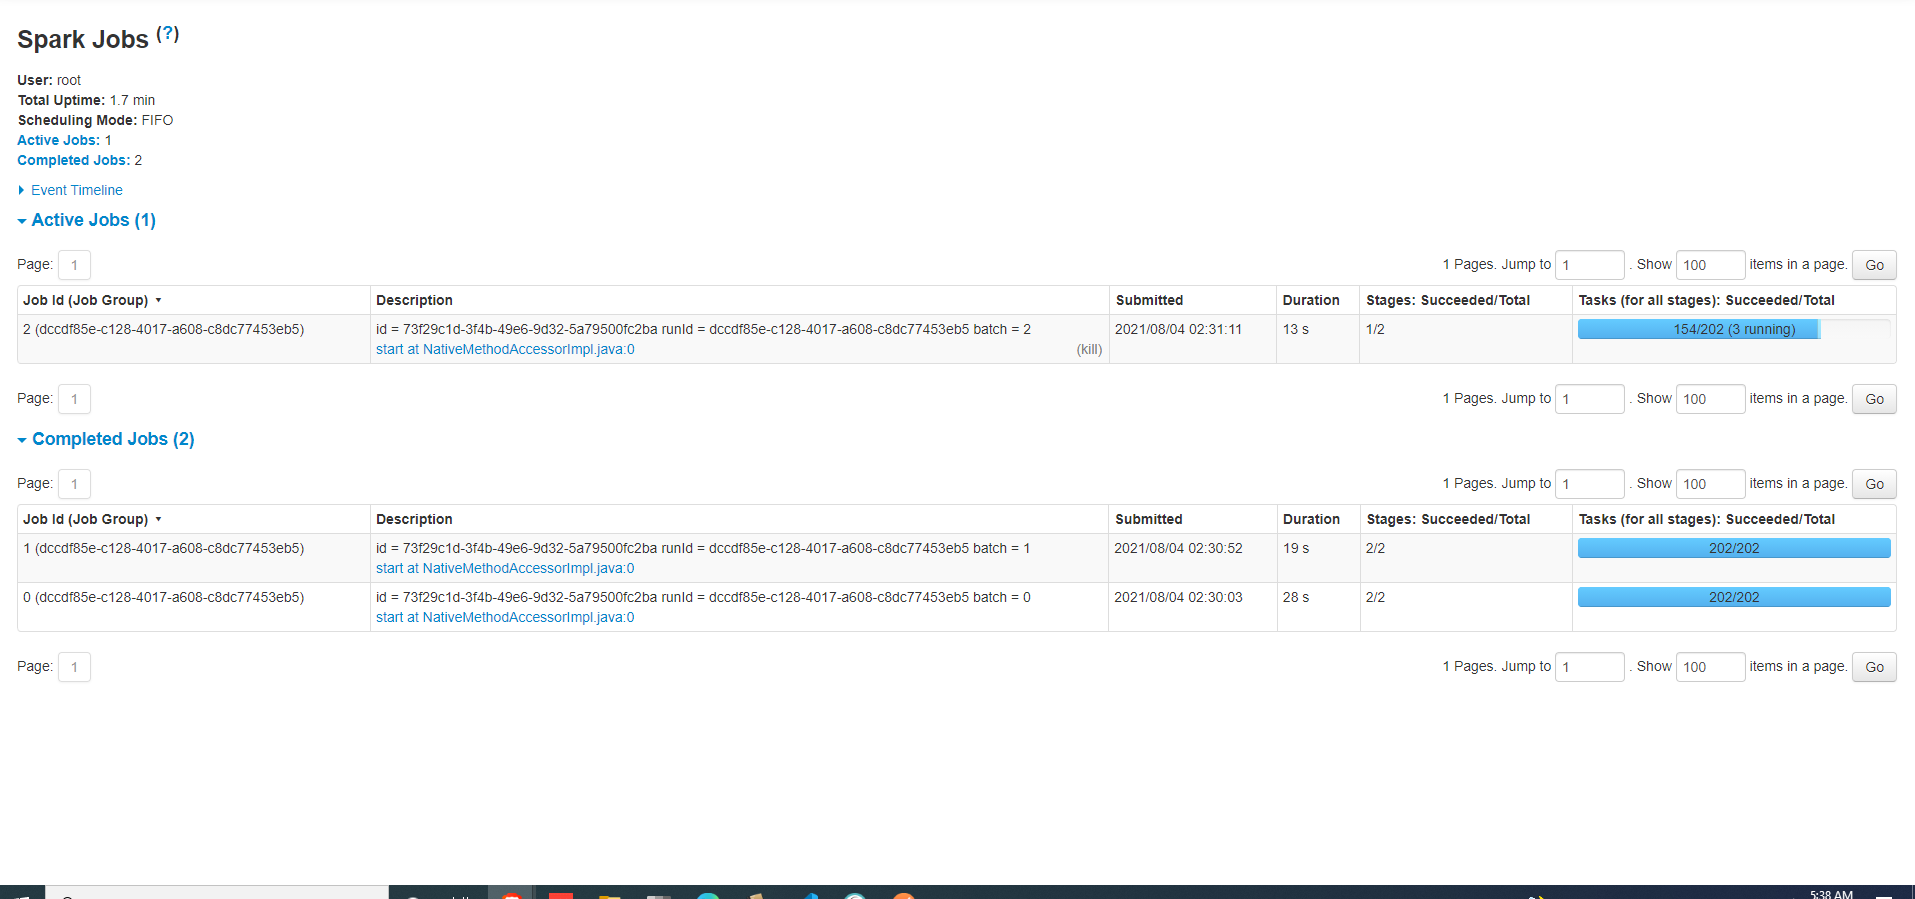 Spark Jobs (?)
User: root
Total Uptime: 1.7 min
Scheduling Mode: FIFO
Active Jobs: 1
Completed Jobs: 2
Event Timeline
Active Jobs (1)
Page: 1 1 Pages. Jump to 1 . Show 100 items in a page. Go
Job Id (Job Group) Description Submitted Duration Stages: Succeeded/Total Tasks (for all stages): Succeeded/Total
2 (dccdf85e-c128-4017-a608-c8dc77453eb5) id = 73f29c1d-3f4b-49e6-9d32-5a79500fc2ba runId = dccdf85e-c128-4017-a608-c8dc77453eb5 batch = 2 2021/08/04 02:31:11 13 s 1/2 154/202 (3 running)
start at NativeMethodAccessorImpl.java:0 (kill)
Page: 1 1 Pages. Jump to 1 . Show 100 items in a page. Go
Completed Jobs (2)
Page: 1 1 Pages. Jump to 1 . Show 100 items in a page. Go
Job Id (Job Group) Description Submitted Duration Stages: Succeeded/Total Tasks (for all stages): Succeeded/Total
1 (dccdf85e-c128-4017-a608-c8dc77453eb5) id = 73f29c1d-3f4b-49e6-9d32-5a79500fc2ba runId = dccdf85e-c128-4017-a608-c8dc77453eb5 batch = 1 2021/08/04 02:30:52 19 s 2/2 202/202
start at NativeMethodAccessorImpl.java:0
0 (dccdf85e-c128-4017-a608-c8dc77453eb5) id = 73f29c1d-3f4b-49e6-9d32-5a79500fc2ba runId = dccdf85e-c128-4017-a608-c8dc77453eb5 batch = 0 2021/08/04 02:30:03 28 s 2/2 202/202
start at NativeMethodAccessorImpl.java:0
Page: 1 1 Pages. Jump to 1 . Show 100 items in a page. Go
5:38 AM